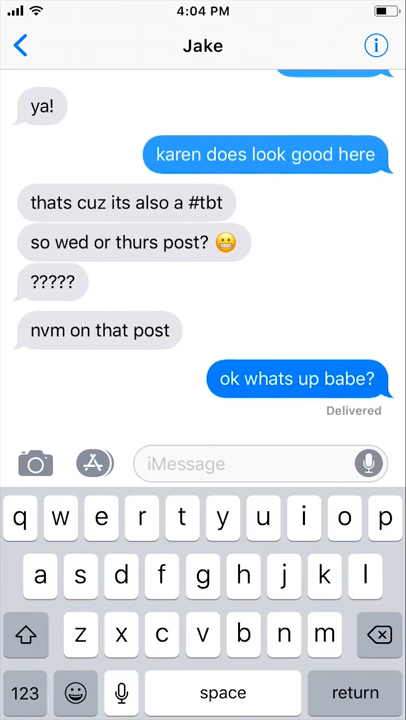 4:04 PM
Jake
ya!
karen does look good here
thats cuz its also a #tbt
so wed or thurs post? 😬
?????
nvm on that post
ok whats up babe?
Delivered
iMessage
q w e r t y u i o p
a s d f g h j k l
z x c v b n m
123 space return